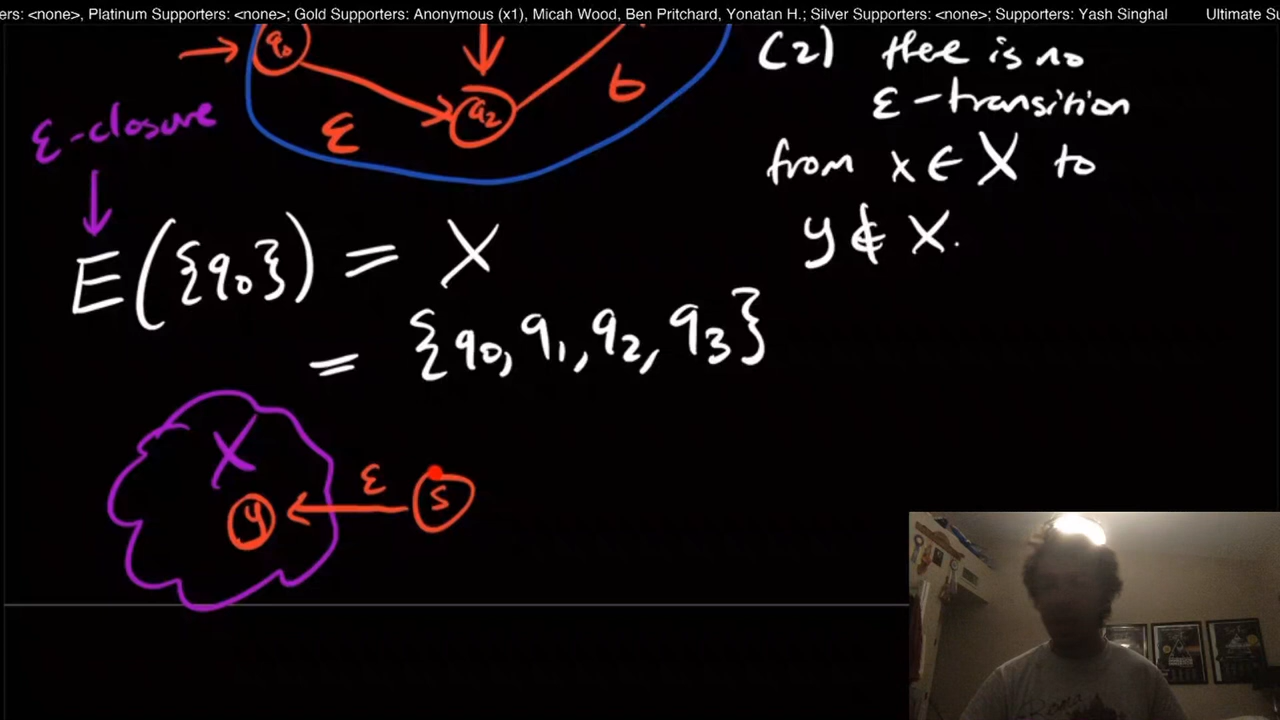 ers: <none>, Platinum Supporters: <none>; Gold Supporters: Anonymous (x1), Micah Wood, Ben Pritchard, Yonatan H.; Silver Supporters: <none>; Supporters: Yash Singhal Ultimate Su
q₀
q₂
ε
b
(2) there is no
ε-transition
from x ∈ X to
y ∉ X.
ε-closure
E({q₀}) = X
= {q₀, q₁, q₂, q₃}
X
y
ε
s